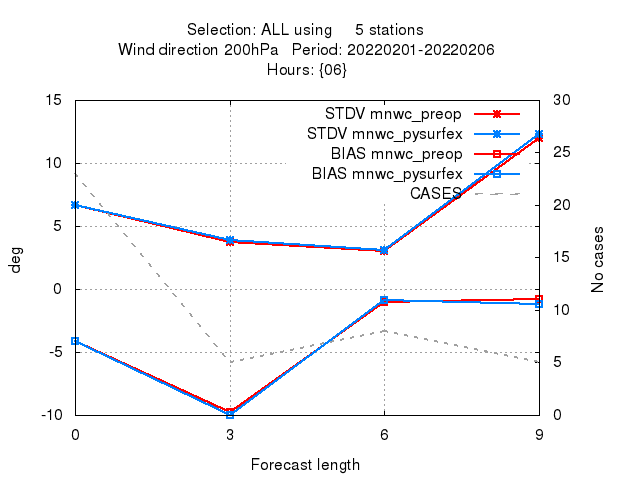 Selection: ALL using     5 stations
Wind direction 200hPa   Period: 20220201-20220206
Hours: {06}
15
10
5
0
-5
-10
deg
STDV mnwc_preop
STDV mnwc_pysurfex
BIAS mnwc_preop
BIAS mnwc_pysurfex
CASES
30
25
20
15
10
5
0
No cases
0 3 6 9
Forecast length